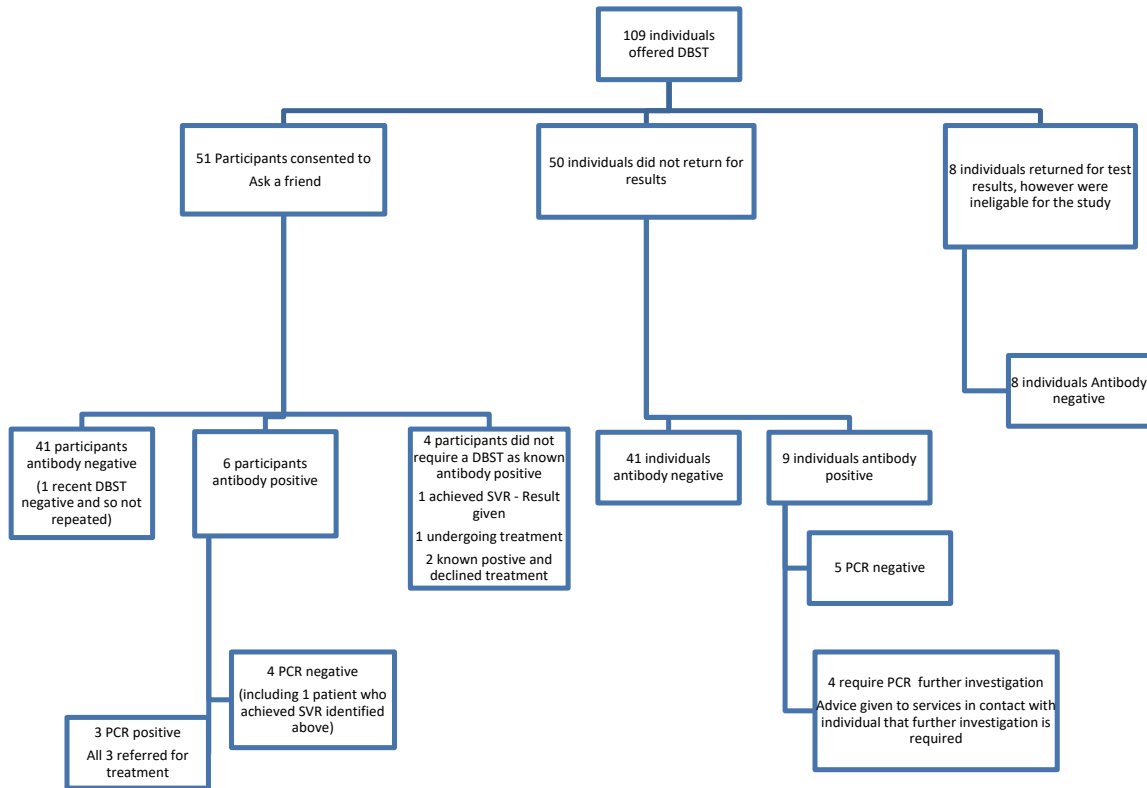 109 individuals
offered DBST
51 Participants consented to
Ask a friend
50 individuals did not return for
results
8 individuals returned for test
results, however were
ineligable for the study
8 individuals Antibody
negative
41 participants
antibody negative
(1 recent DBST
negative and so not
repeated)
6 participants
antibody positive
4 participants did not
require a DBST as known
antibody positive
1 achieved SVR - Result
given
1 undergoing treatment
2 known postive and
declined treatment
41 individuals
antibody negative
9 individuals antibody
positive
5 PCR negative
4 PCR negative
(including 1 patient who
achieved SVR identified
above)
3 PCR positive
All 3 referred for
treatment
4 require PCR  further investigation
Advice given to services in contact with
individual that further investigation is
required